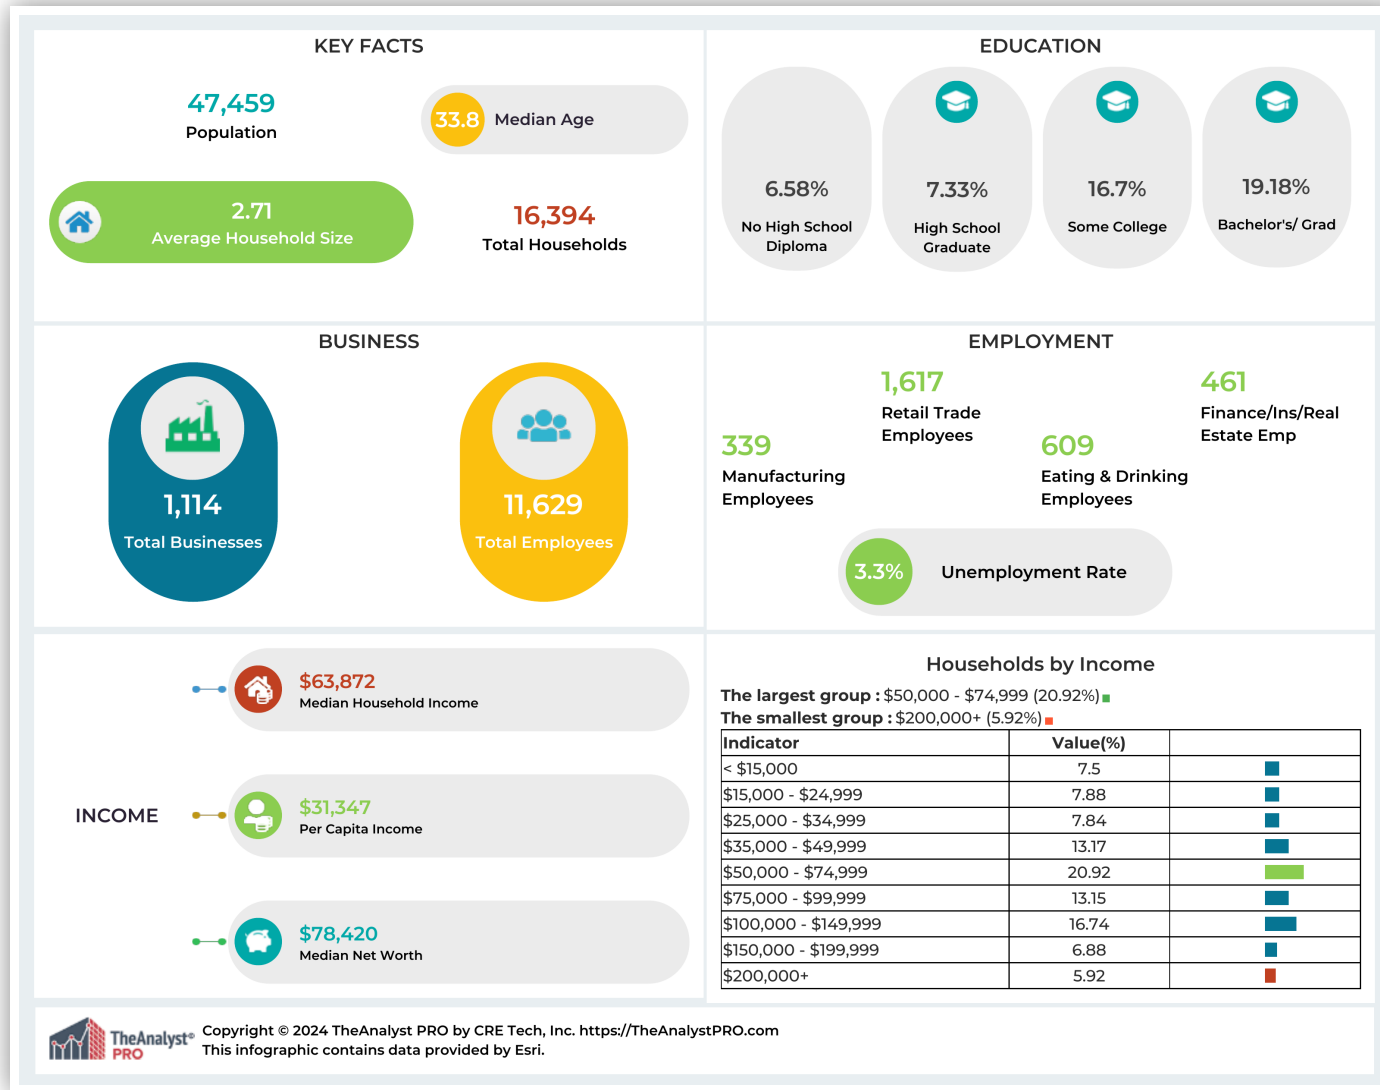 KEY FACTS
47,459
Population
33.8 Median Age
2.71
Average Household Size
16,394
Total Households
EDUCATION
6.58%
No High School
Diploma
7.33%
High School
Graduate
16.7%
Some College
19.18%
Bachelor's/ Grad
BUSINESS
1,114
Total Businesses
11,629
Total Employees
EMPLOYMENT
339
Manufacturing
Employees
1,617
Retail Trade
Employees
609
Eating & Drinking
Employees
461
Finance/Ins/Real
Estate Emp
3.3% Unemployment Rate
INCOME
$63,872
Median Household Income
$31,347
Per Capita Income
$78,420
Median Net Worth
Households by Income
The largest group : $50,000 - $74,999 (20.92%)
The smallest group : $200,000+ (5.92%)
Indicator Value(%)
< $15,000 7.5
$15,000 - $24,999 7.88
$25,000 - $34,999 7.84
$35,000 - $49,999 13.17
$50,000 - $74,999 20.92
$75,000 - $99,999 13.15
$100,000 - $149,999 16.74
$150,000 - $199,999 6.88
$200,000+ 5.92
TheAnalyst®
PRO
Copyright © 2024 TheAnalyst PRO by CRE Tech, Inc. https://TheAnalystPRO.com
This infographic contains data provided by Esri.